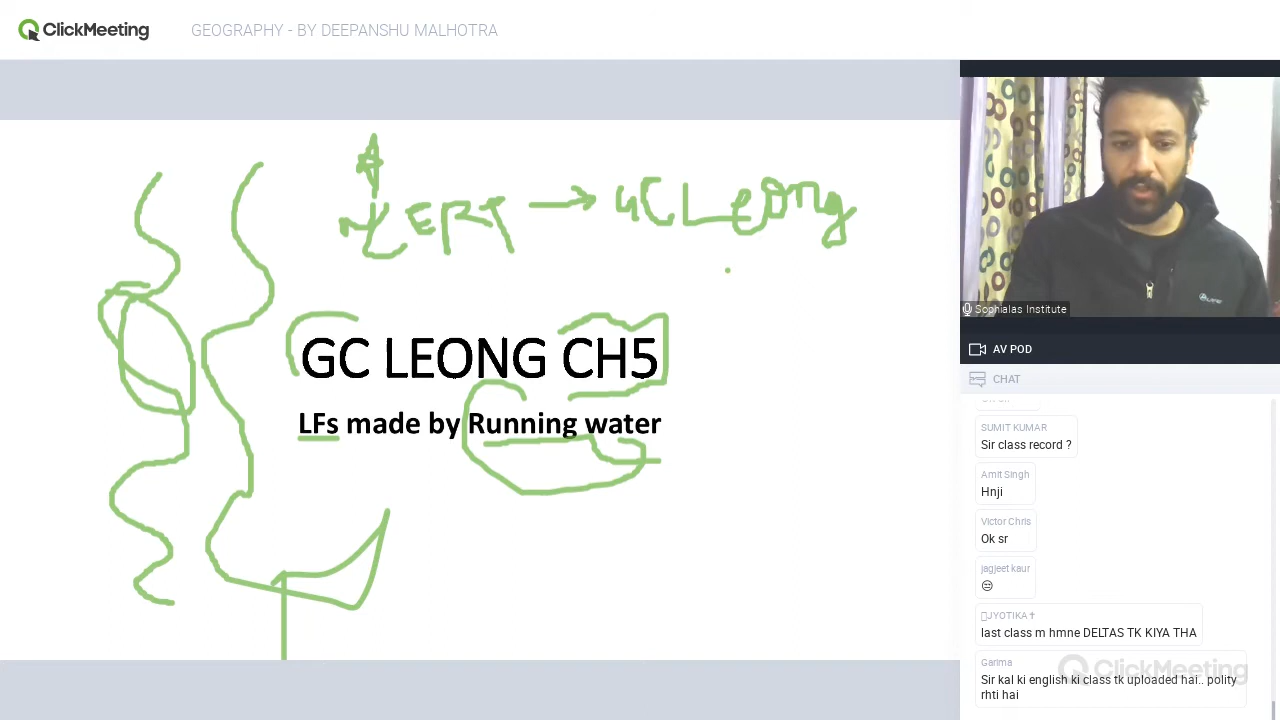 ClickMeeting
GEOGRAPHY - BY DEEPANSHU MALHOTRA
NCERT → GC Leong
GC LEONG CH5
LFs made by Running water
Sophialas Institute
AV POD
CHAT
SUMIT KUMAR
Sir class record ?
Amit Singh
Hnji
Victor Chris
Ok sr
jagjeet kaur
😒
JYOTIKA✝
last class m hmne DELTAS TK KIYA THA
Garima
Sir kal ki english ki class tk uploaded hai.. polity
rhti hai
ClickMeeting